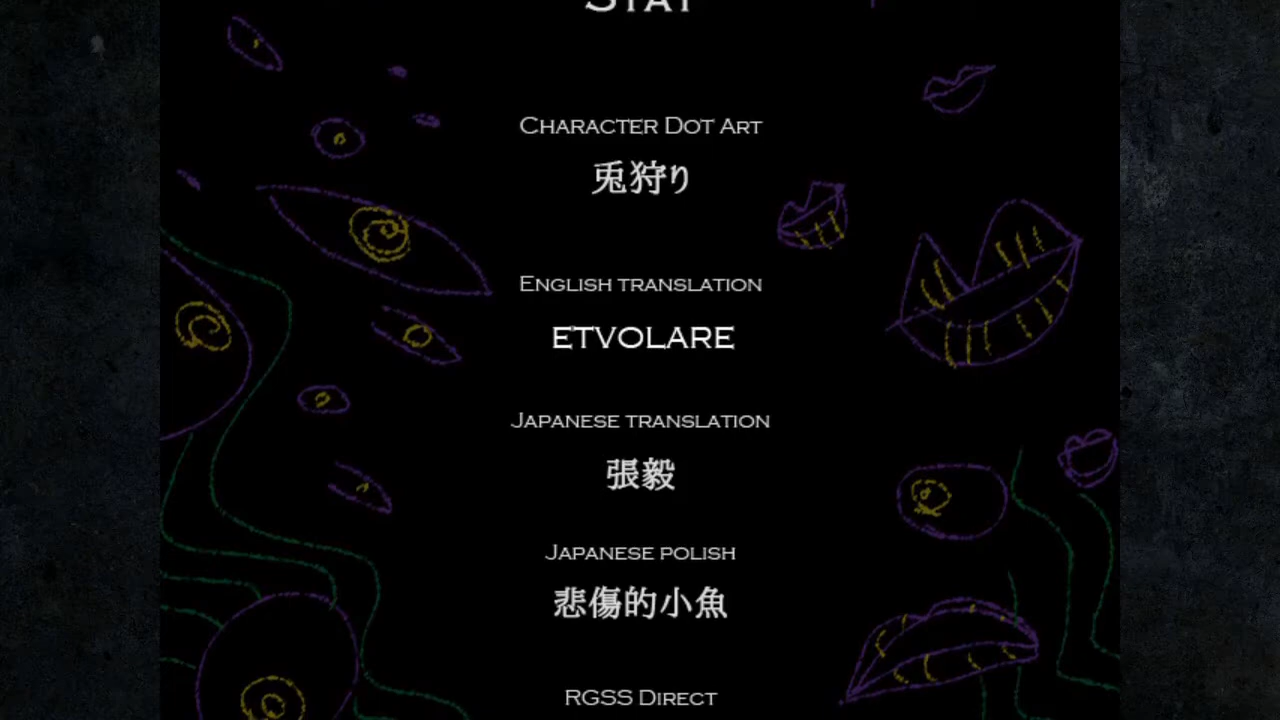 STAY
CHARACTER DOT ART
兎狩り
ENGLISH TRANSLATION
ETVOLARE
JAPANESE TRANSLATION
張毅
JAPANESE POLISH
悲傷的小魚
RGSS DIRECT